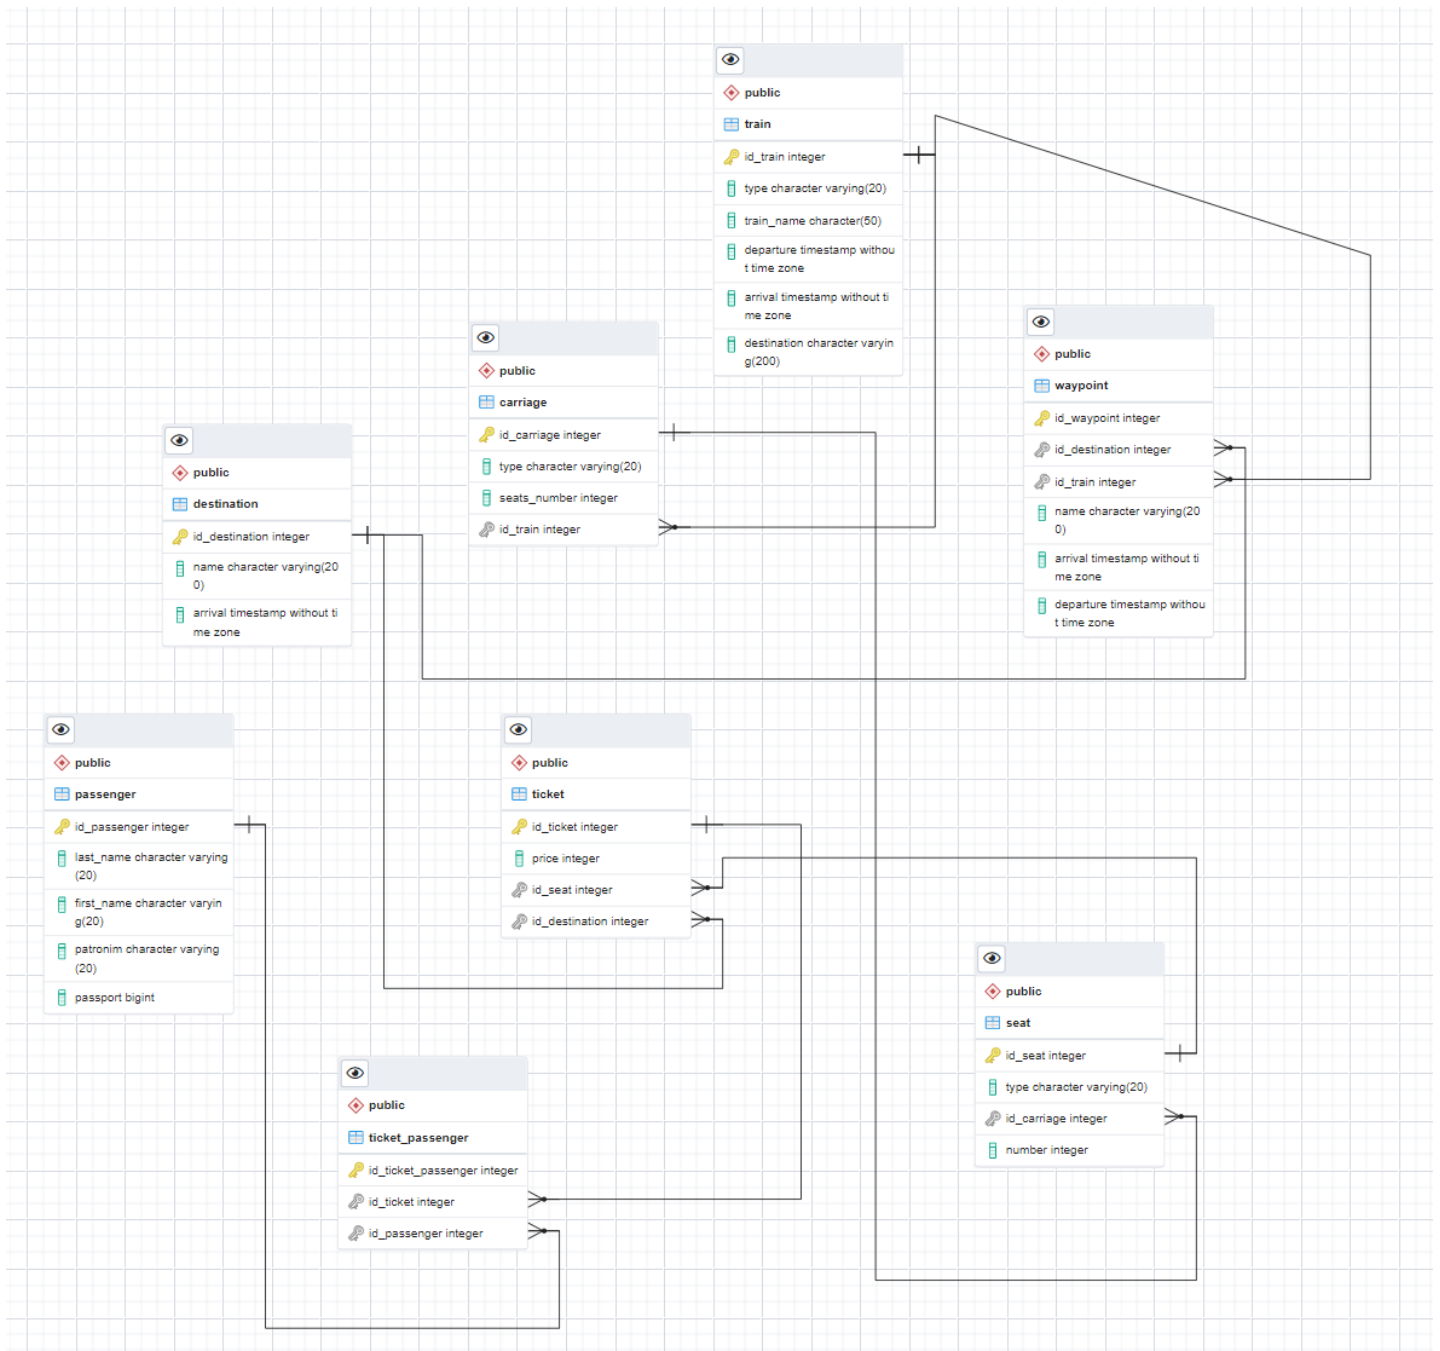 public
train
id_train integer
type character varying(20)
train_name character(50)
departure timestamp withou
t time zone
arrival timestamp without ti
me zone
destination character varyin
g(200)
public
waypoint
id_waypoint integer
id_destination integer
id_train integer
name character varying(20
0)
arrival timestamp without ti
me zone
departure timestamp withou
t time zone
public
carriage
id_carriage integer
type character varying(20)
seats_number integer
id_train integer
public
destination
id_destination integer
name character varying(20
0)
arrival timestamp without ti
me zone
public
passenger
id_passenger integer
last_name character varying
(20)
first_name character varyin
g(20)
patronim character varying
(20)
passport bigint
public
ticket
id_ticket integer
price integer
id_seat integer
id_destination integer
public
seat
id_seat integer
type character varying(20)
id_carriage integer
number integer
public
ticket_passenger
id_ticket_passenger integer
id_ticket integer
id_passenger integer